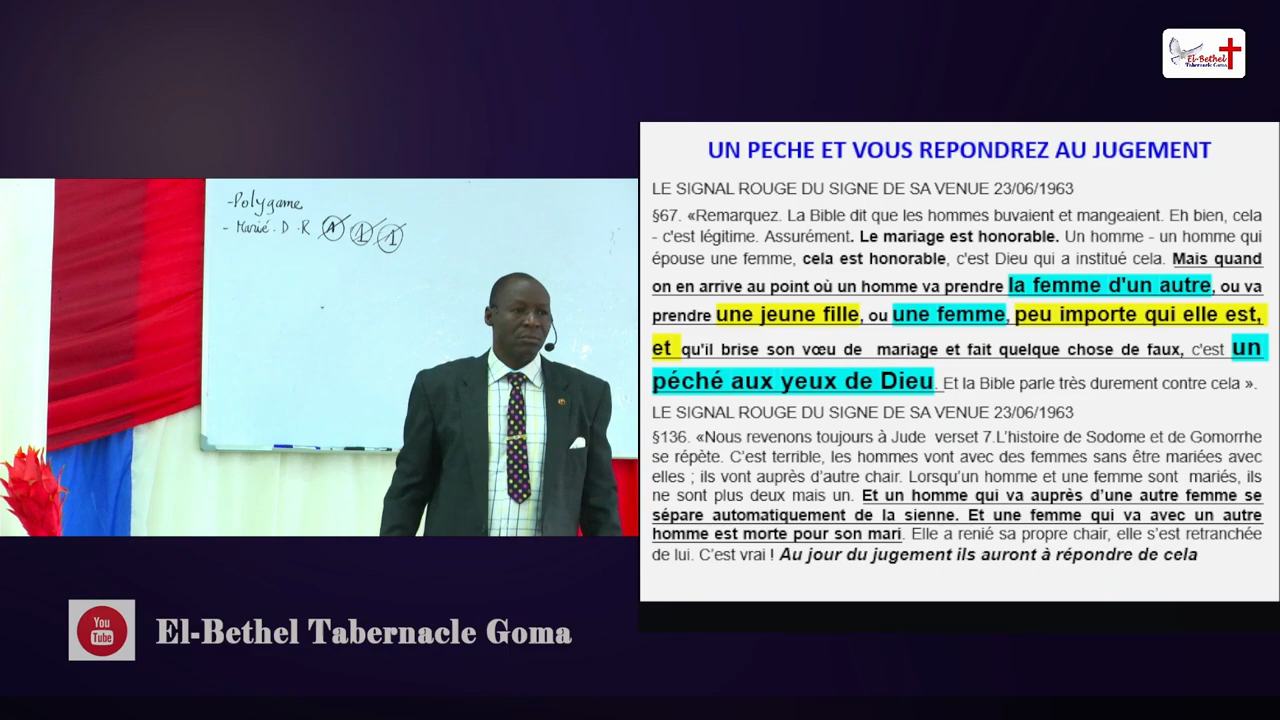 El-Bethel
Tabernacle Goma
-Polygame
- Marié. D.R A 1 1
UN PECHE ET VOUS REPONDREZ AU JUGEMENT
LE SIGNAL ROUGE DU SIGNE DE SA VENUE 23/06/1963
§67. «Remarquez. La Bible dit que les hommes buvaient et mangeaient. Eh bien, cela
- c'est légitime. Assurément. Le mariage est honorable. Un homme - un homme qui
épouse une femme, cela est honorable, c'est Dieu qui a institué cela. Mais quand
on en arrive au point où un homme va prendre la femme d'un autre, ou va
prendre une jeune fille, ou une femme, peu importe qui elle est,
et qu'il brise son vœu de mariage et fait quelque chose de faux, c'est un
péché aux yeux de Dieu. Et la Bible parle très durement contre cela ».
LE SIGNAL ROUGE DU SIGNE DE SA VENUE 23/06/1963
§136. «Nous revenons toujours à Jude verset 7.L'histoire de Sodome et de Gomorrhe
se répète. C'est terrible, les hommes vont avec des femmes sans être mariées avec
elles ; ils vont auprès d'autre chair. Lorsqu'un homme et une femme sont mariés, ils
ne sont plus deux mais un. Et un homme qui va auprès d'une autre femme se
sépare automatiquement de la sienne. Et une femme qui va avec un autre
homme est morte pour son mari. Elle a renié sa propre chair, elle s'est retranchée
de lui. C'est vrai ! Au jour du jugement ils auront à répondre de cela
You
Tube
El-Bethel Tabernacle Goma